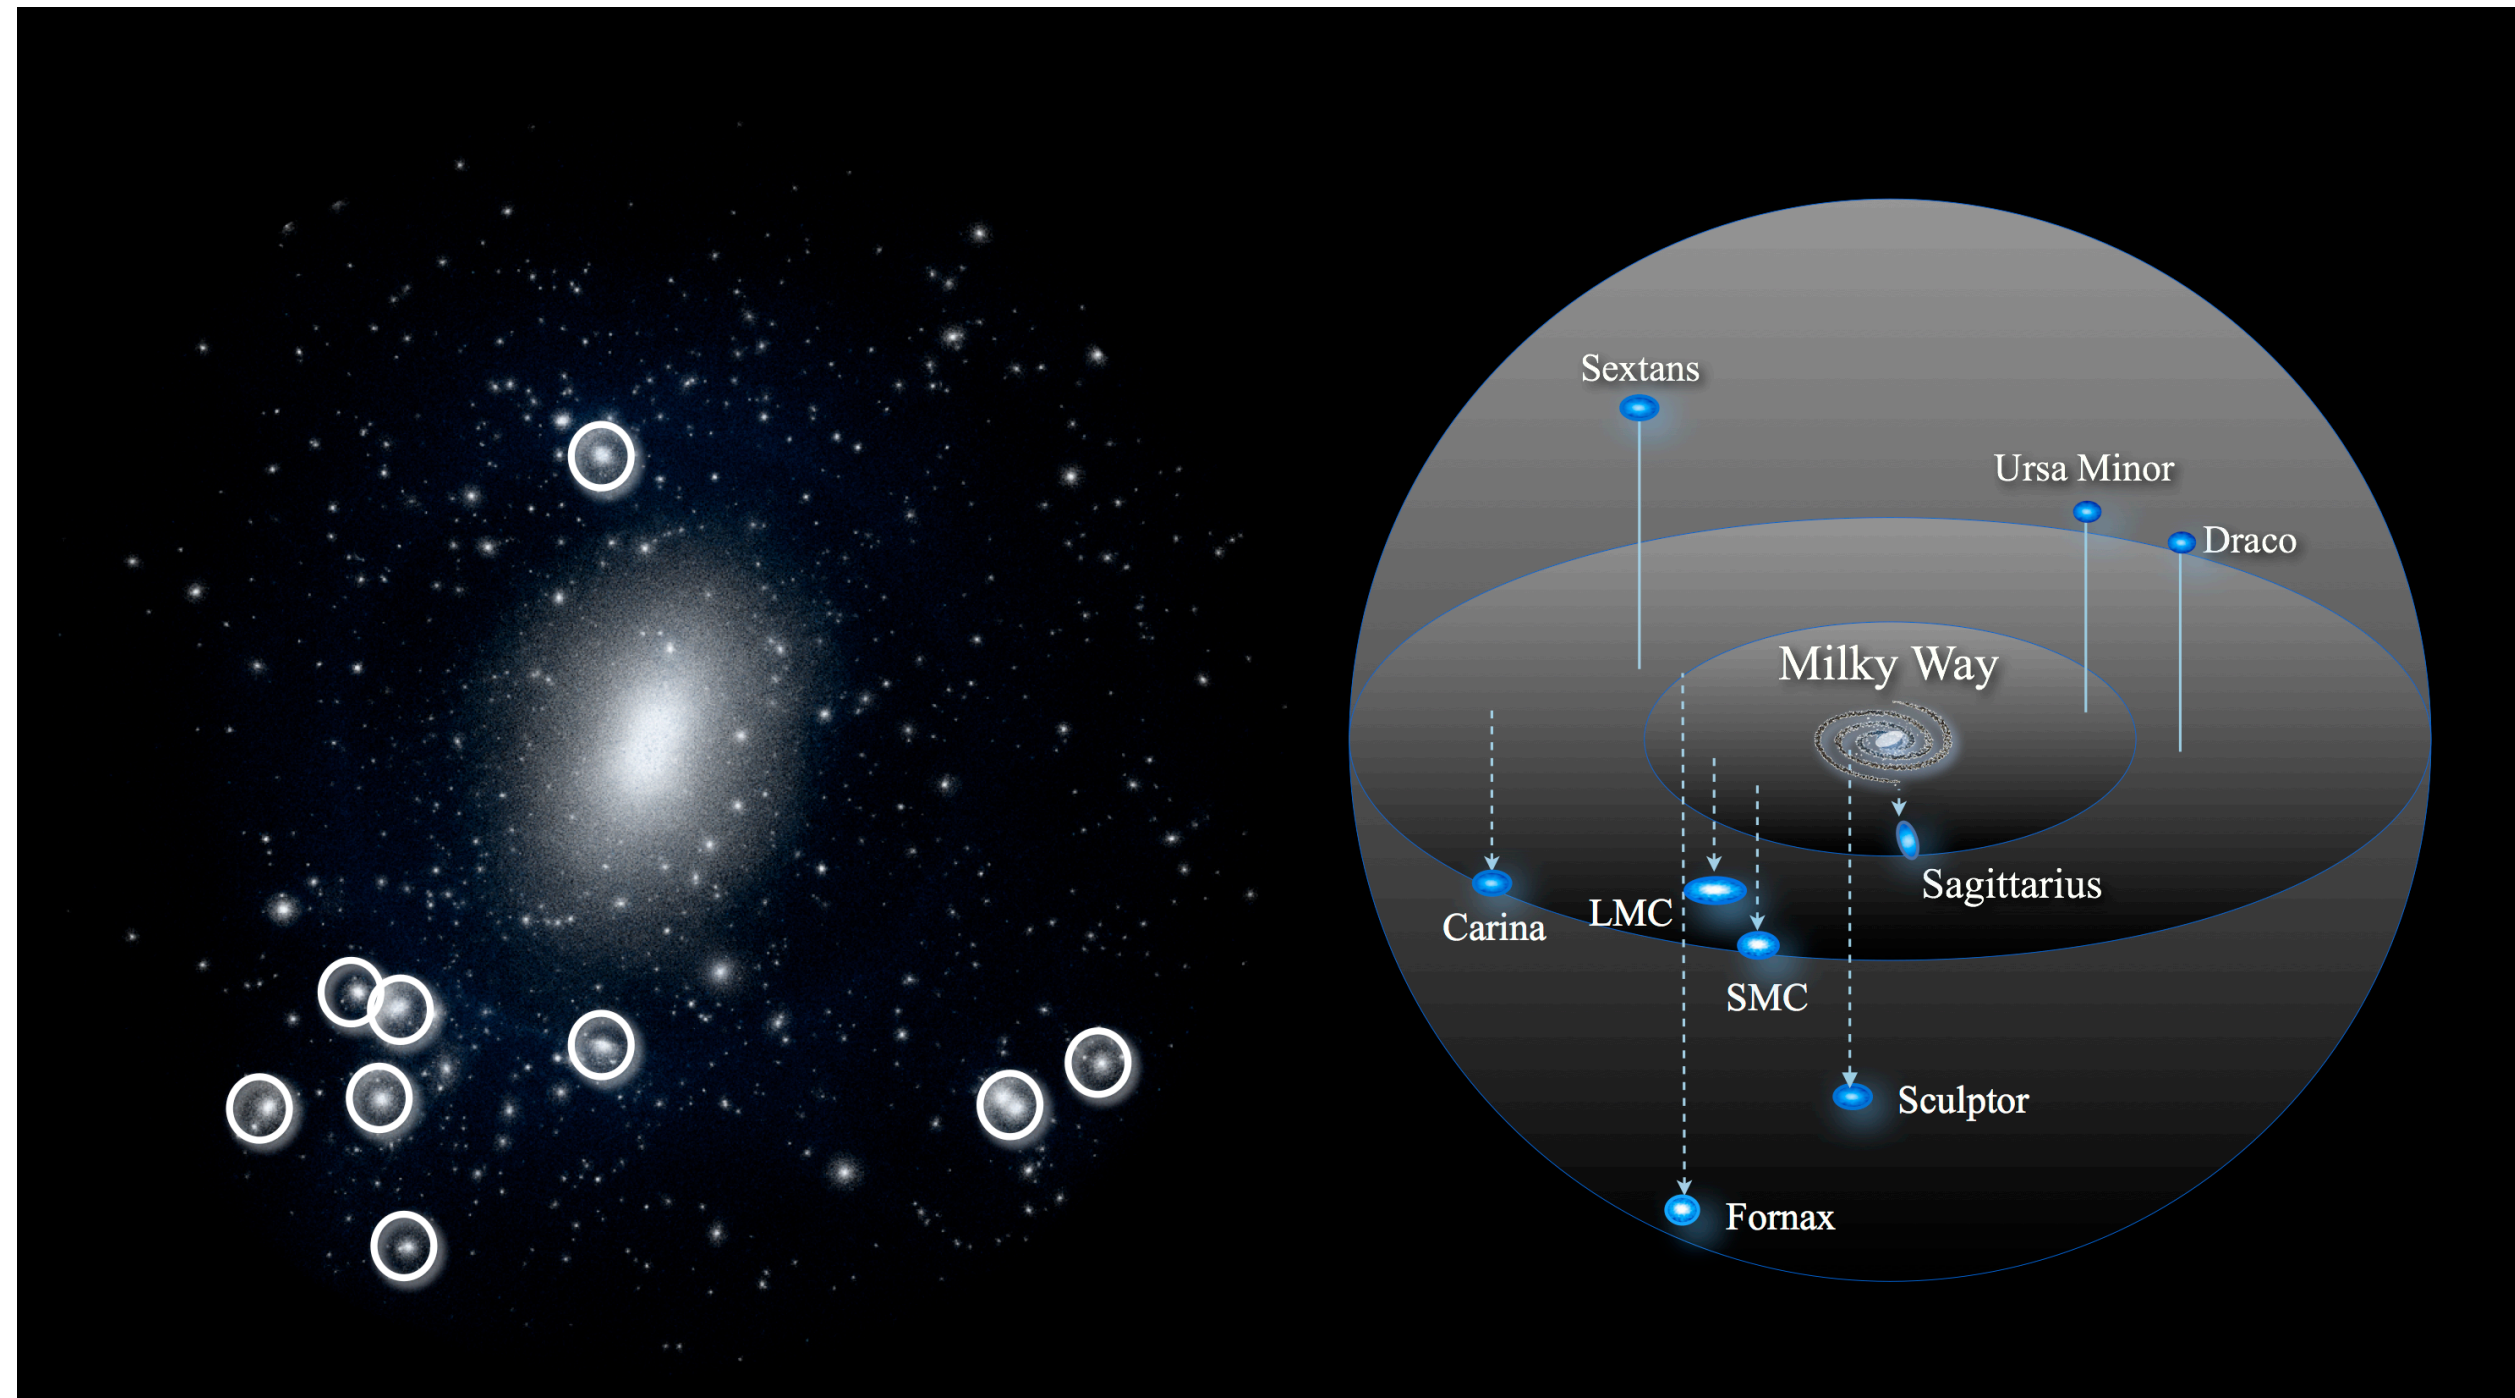 Sextans
Ursa Minor
Draco
Milky Way
Sagittarius
LMC
Carina
SMC
Sculptor
Fornax